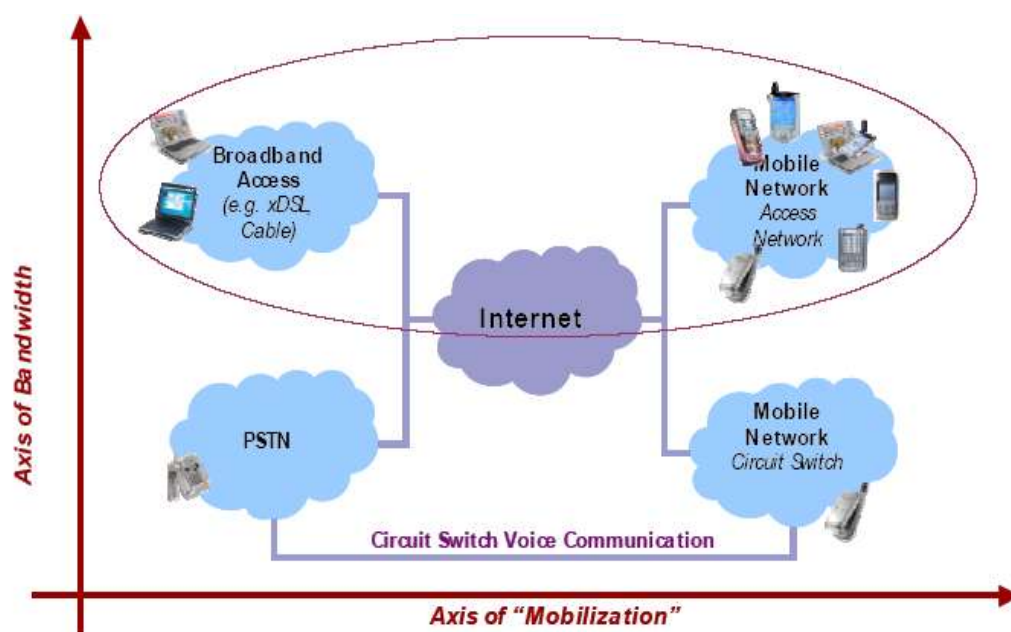 Broadband
Access
(e.g. xDSL,
Cable)
Mobile
Network
Access
Network
Internet
PSTN
Mobile
Network
Circuit Switch
Circuit Switch Voice Communication
Axis of Bandwidth
Axis of “Mobilization”